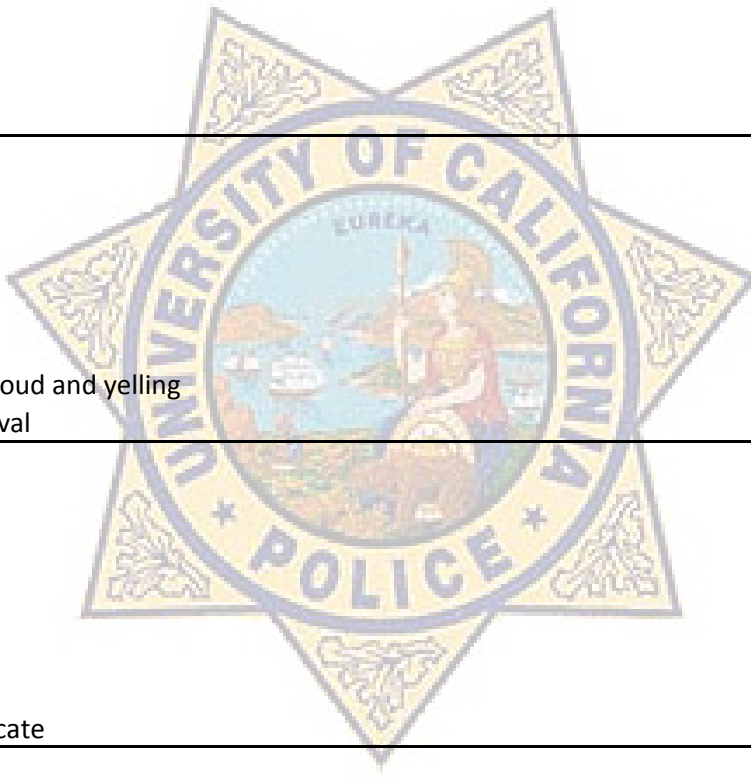 UNIVERSITY OF CALIFORNIA
EUREKA
oud and yelling
val
POLICE
cate